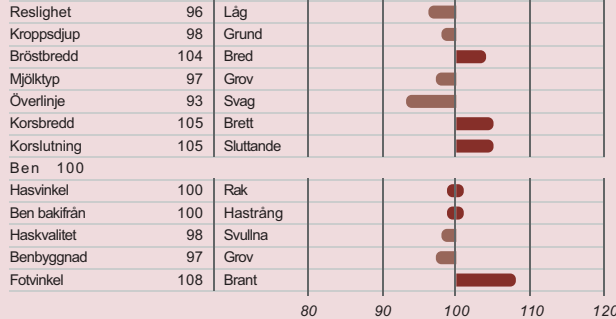 Reslighet 96 Låg
Kroppsdjup 98 Grund
Bröstbredd 104 Bred
Mjölktyp 97 Grov
Överlinje 93 Svag
Korsbredd 105 Brett
Korslutning 105 Sluttande
Ben 100
Hasvinkel 100 Rak
Ben bakifrån 100 Hastrång
Haskvalitet 98 Svullna
Benbyggnad 97 Grov
Fotvinkel 108 Brant
80 90 100 110 120